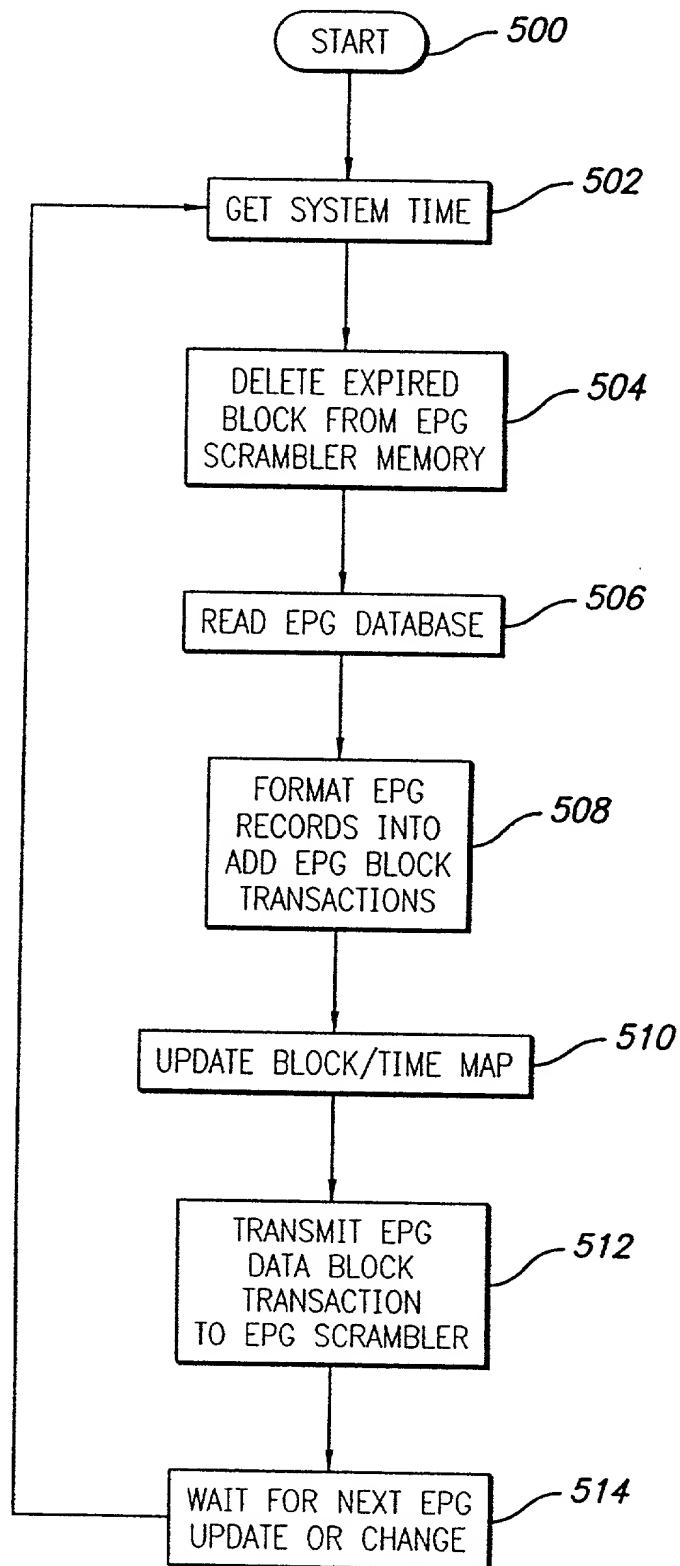 START
500
GET SYSTEM TIME
502
DELETE EXPIRED
BLOCK FROM EPG
SCRAMBLER MEMORY
504
READ EPG DATABASE
506
FORMAT EPG
RECORDS INTO
ADD EPG BLOCK
TRANSACTIONS
508
UPDATE BLOCK/TIME MAP
510
TRANSMIT EPG
DATA BLOCK
TRANSACTION
TO EPG SCRAMBLER
512
WAIT FOR NEXT EPG
UPDATE OR CHANGE
514